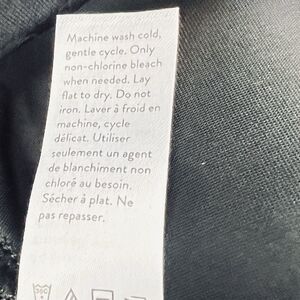 Machine wash cold,
gentle cycle. Only
non-chlorine bleach
when needed. Lay
flat to dry. Do not
iron. Laver à froid en
machine, cycle
délicat. Utiliser
seulement un agent
de blanchiment non
chloré au besoin.
Sécher à plat. Ne
pas repasser.